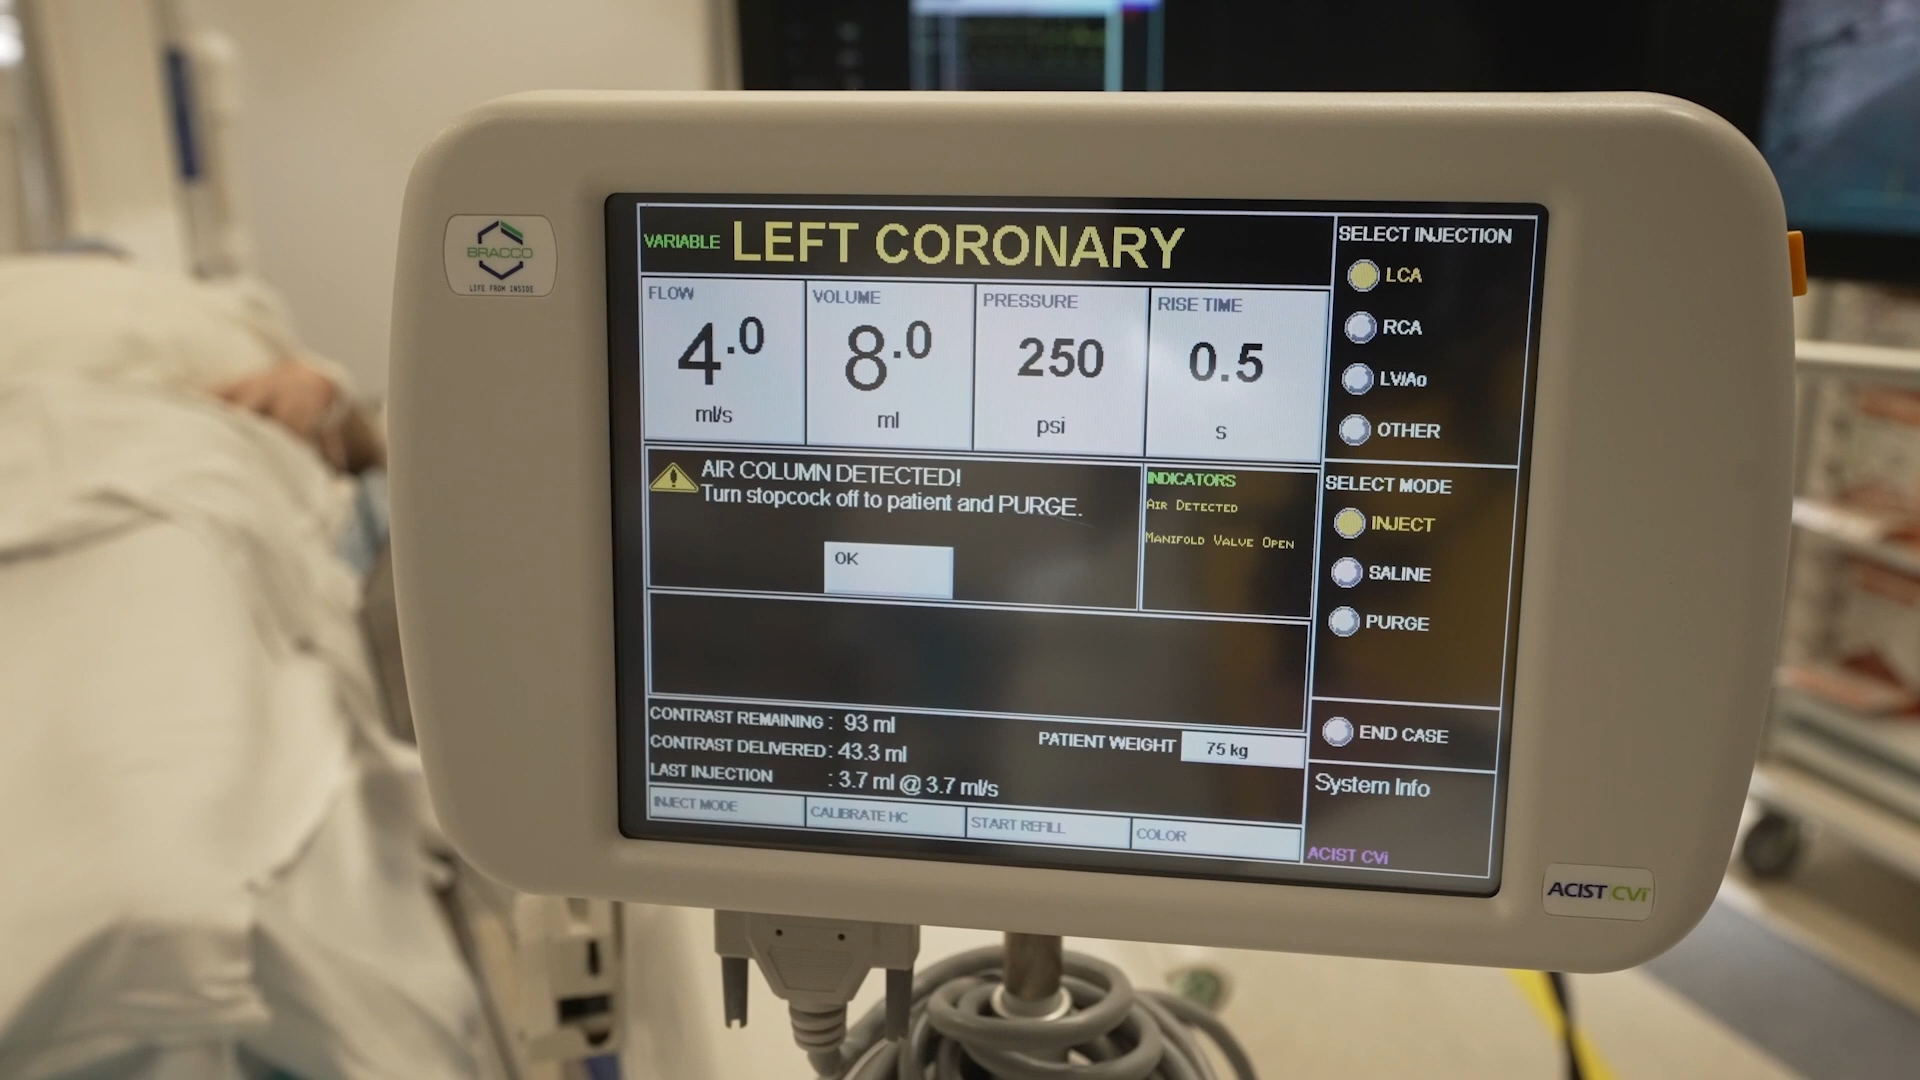 BRACCO
LIFE FROM INSIDE
VARIABLE LEFT CORONARY
FLOW
4.0
ml/s
VOLUME
8.0
ml
PRESSURE
250
psi
RISE TIME
0.5
s
AIR COLUMN DETECTED!
Turn stopcock off to patient and PURGE.
OK
INDICATORS
AIR DETECTED
MANIFOLD VALVE OPEN
CONTRAST REMAINING : 93 ml
CONTRAST DELIVERED : 43.3 ml
LAST INJECTION : 3.7 ml @ 3.7 ml/s
PATIENT WEIGHT 75 kg
INJECT MODE
CALIBRATE HC
START REFILL
COLOR
SELECT INJECTION
LCA
RCA
LV/Ao
OTHER
SELECT MODE
INJECT
SALINE
PURGE
END CASE
System Info
ACIST CVi
ACIST CVi